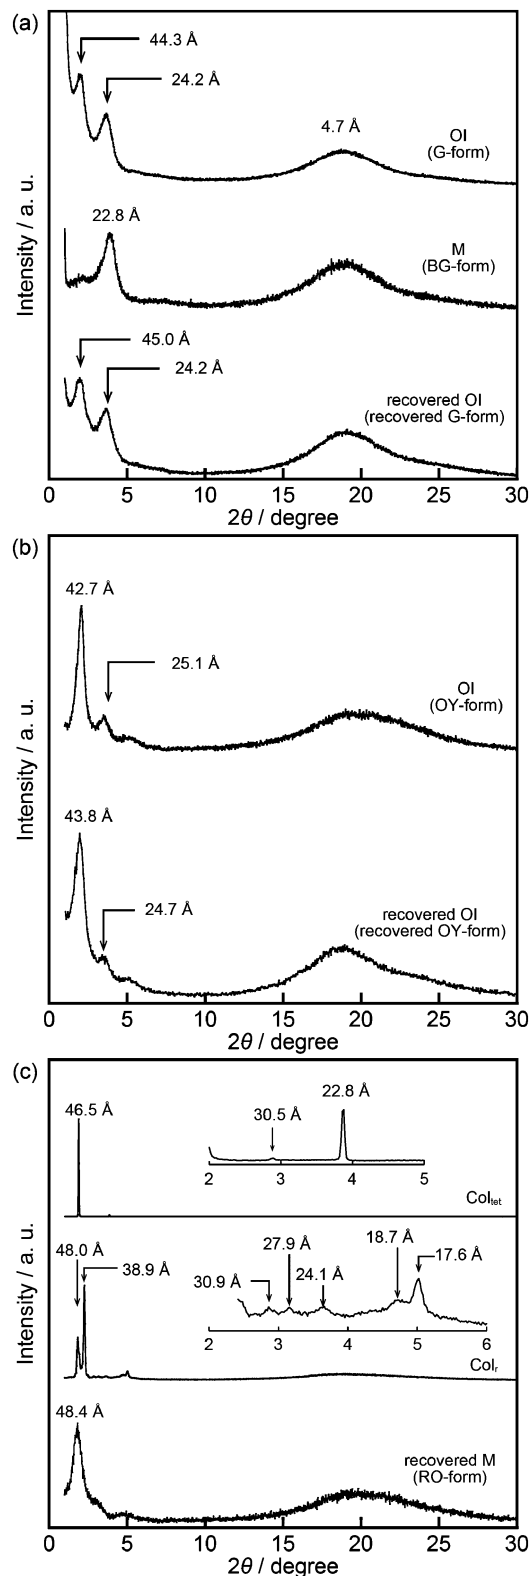 (a)
44.3 Å
24.2 Å
4.7 Å
OI
(G-form)
22.8 Å
M
(BG-form)
45.0 Å
24.2 Å
recovered OI
(recovered G-form)
Intensity / a. u.
0 5 10 15 20 25 30
2θ / degree
(b)
42.7 Å
25.1 Å
OI
(OY-form)
43.8 Å
24.7 Å
recovered OI
(recovered OY-form)
Intensity / a. u.
0 5 10 15 20 25 30
2θ / degree
(c)
46.5 Å
30.5 Å
22.8 Å
2 3 4 5
Col_tet
48.0 Å
38.9 Å
30.9 Å
27.9 Å
24.1 Å
18.7 Å
17.6 Å
2 3 4 5 6
Col_r
48.4 Å
recovered M
(RO-form)
Intensity / a. u.
0 5 10 15 20 25 30
2θ / degree